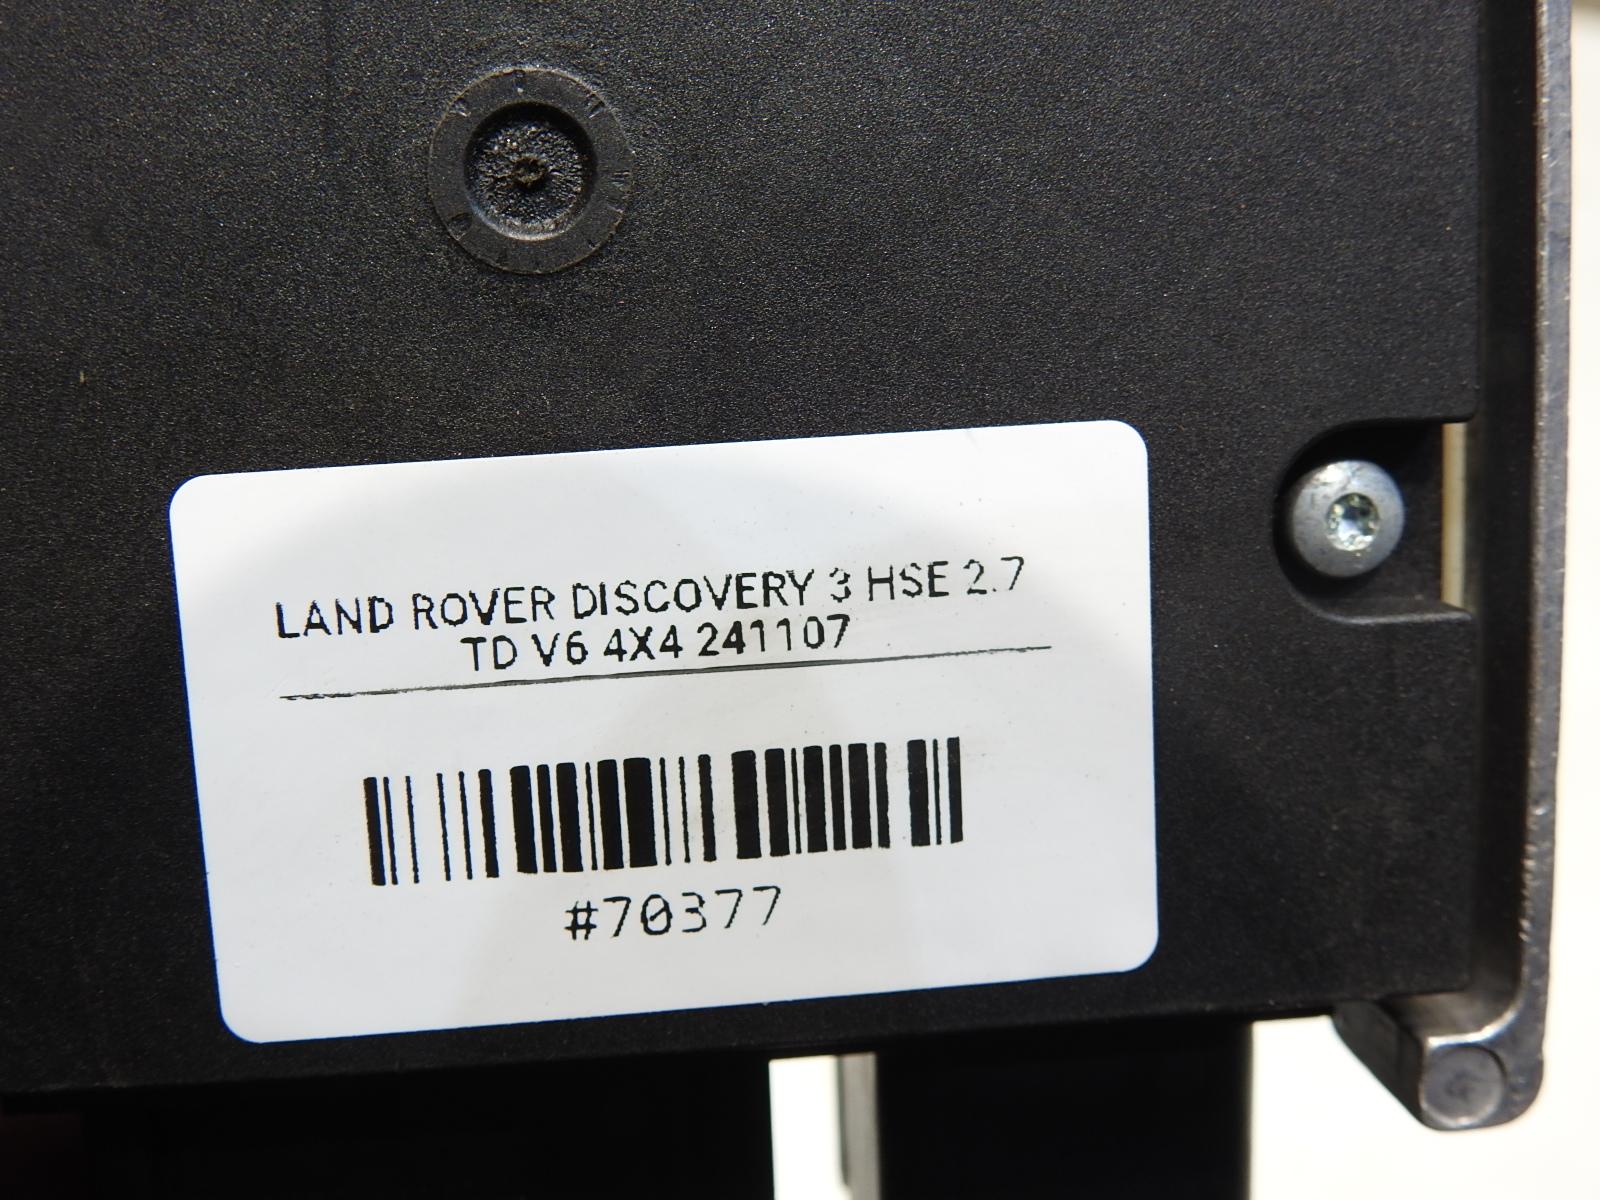 LAND ROVER DISCOVERY 3 HSE 2.7
TD V6 4X4 241107
#70377